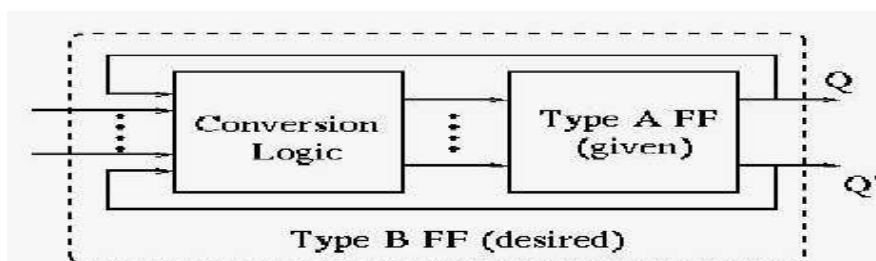 Q
Conversion
Logic
Type A FF
(given)
Q'
Type B FF (desired)